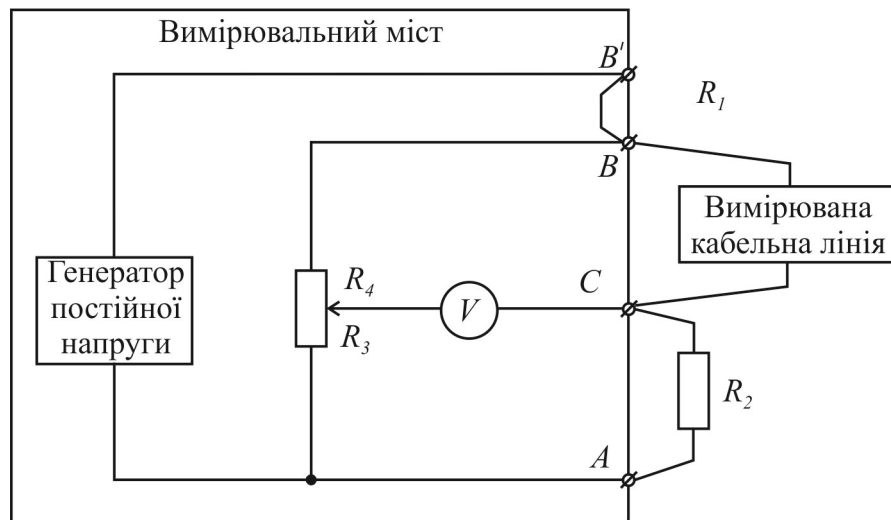 Вимірювальний міст
B'
R1
B
Вимірювана
кабельна лінія
Генератор
постійної
напруги
R4
V
C
R3
R2
A